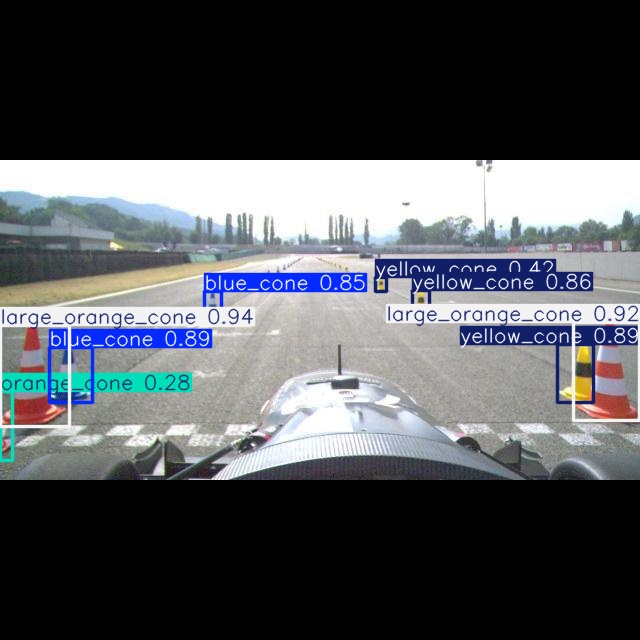 yellow_cone 0.42
blue_cone 0.85
yellow_cone 0.86
large_orange_cone 0.94
large_orange_cone 0.92
blue_cone 0.89
yellow_cone 0.89
orange_cone 0.28